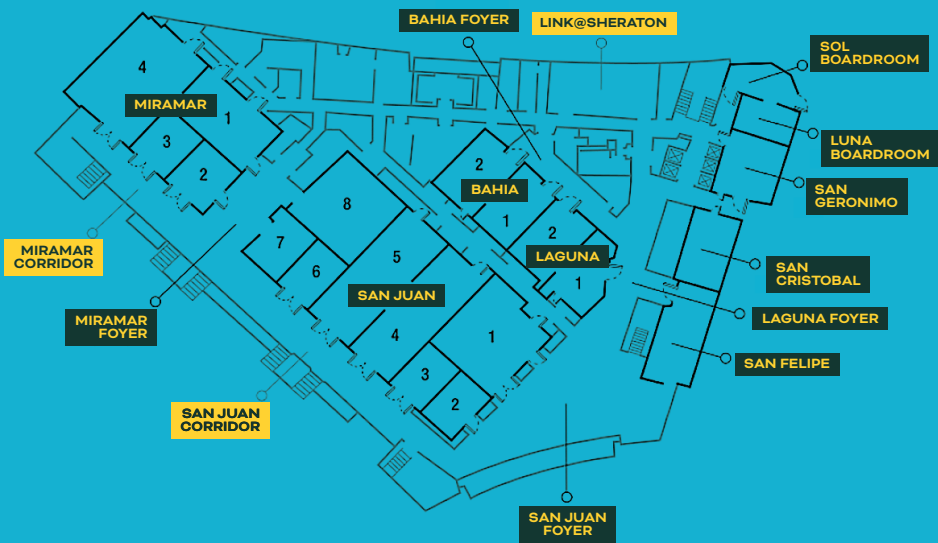 BAHIA FOYER
LINK@SHERATON
SOL
BOARDROOM
4
MIRAMAR
1
3
2
LUNA
BOARDROOM
2
BAHIA
1
SAN
GERONIMO
8
7
5
6
SAN JUAN
4
1
3
2
2
LAGUNA
1
MIRAMAR
CORRIDOR
SAN
CRISTOBAL
MIRAMAR
FOYER
LAGUNA FOYER
SAN FELIPE
SAN JUAN
CORRIDOR
SAN JUAN
FOYER